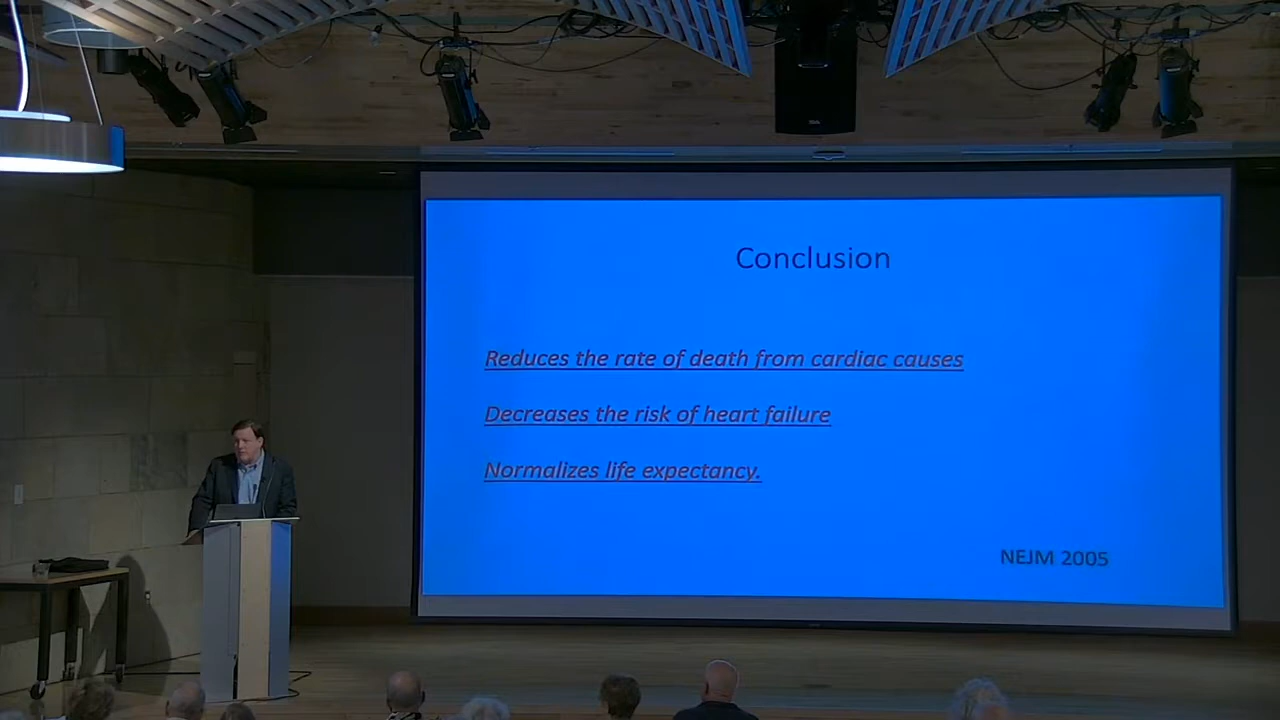 Conclusion
Reduces the rate of death from cardiac causes
Decreases the risk of heart failure
Normalizes life expectancy.
NEJM 2005